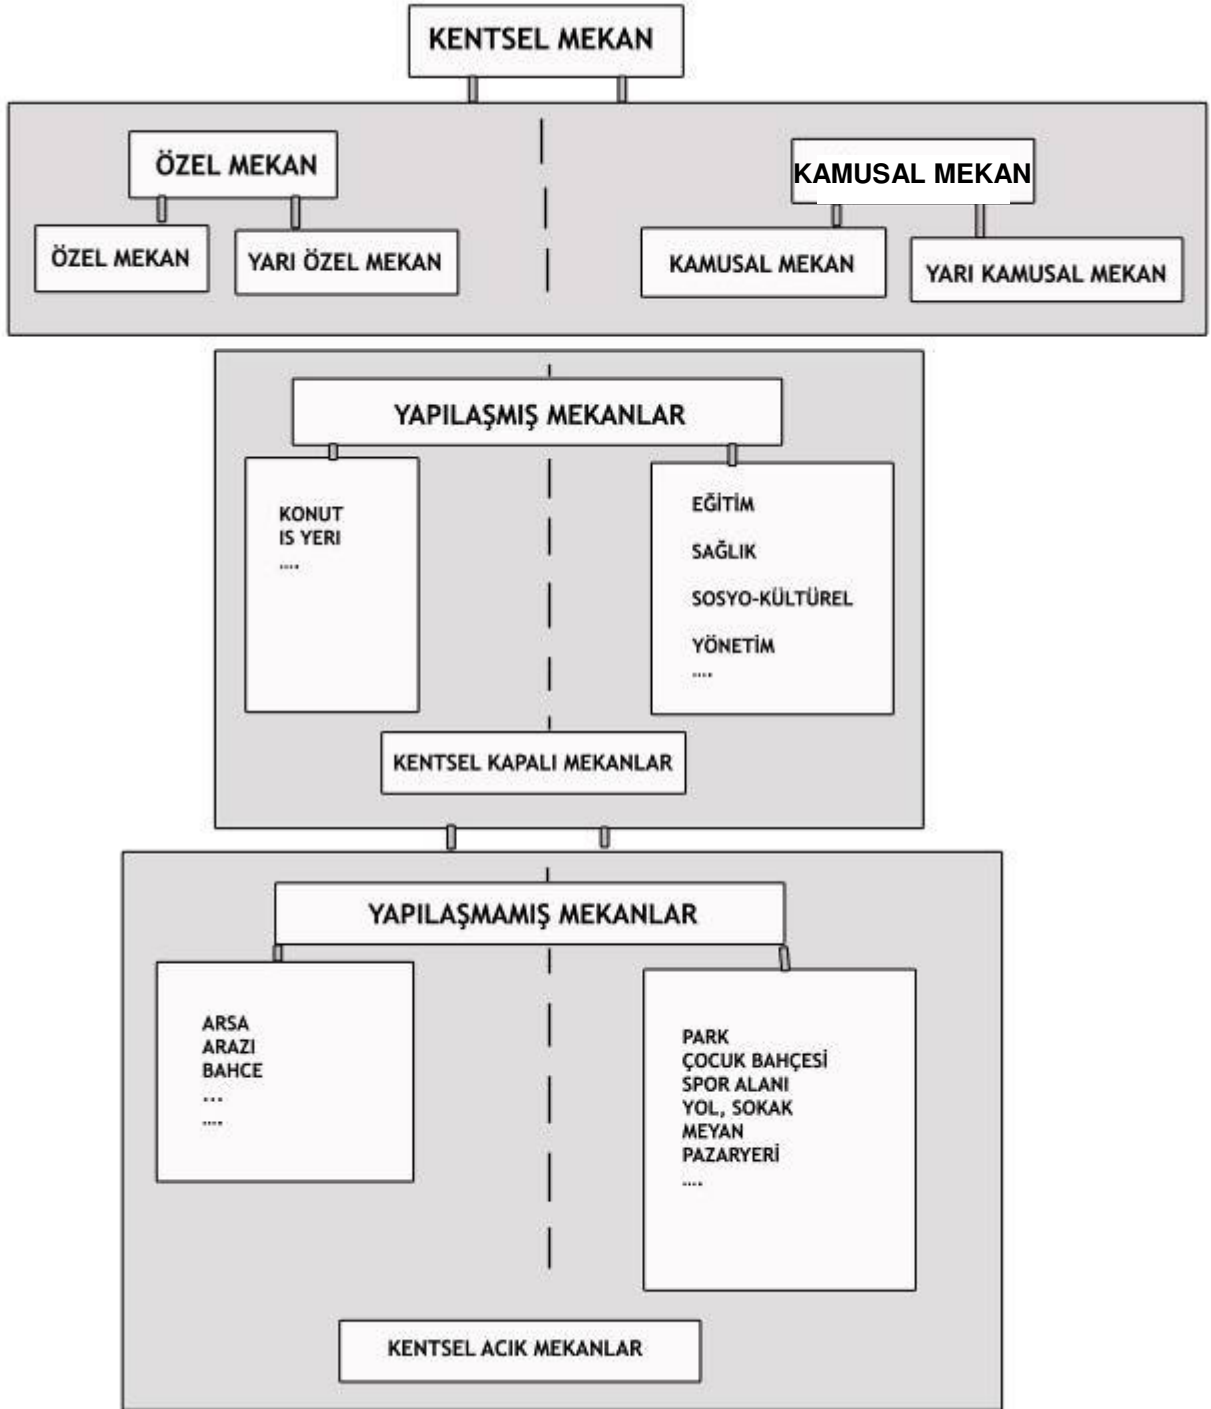 KENTSEL MEKAN
ÖZEL MEKAN
KAMUSAL MEKAN
ÖZEL MEKAN
YARI ÖZEL MEKAN
KAMUSAL MEKAN
YARI KAMUSAL MEKAN
YAPILAŞMIŞ MEKANLAR
KONUT
IS YERI
....
EĞİTİM
SAĞLIK
SOSYO-KÜLTÜREL
YÖNETİM
....
KENTSEL KAPALI MEKANLAR
YAPILAŞMAMIŞ MEKANLAR
ARSA
ARAZI
BAHCE
...
....
PARK
ÇOCUK BAHÇESİ
SPOR ALANI
YOL, SOKAK
MEYAN
PAZARYERİ
....
KENTSEL ACIK MEKANLAR